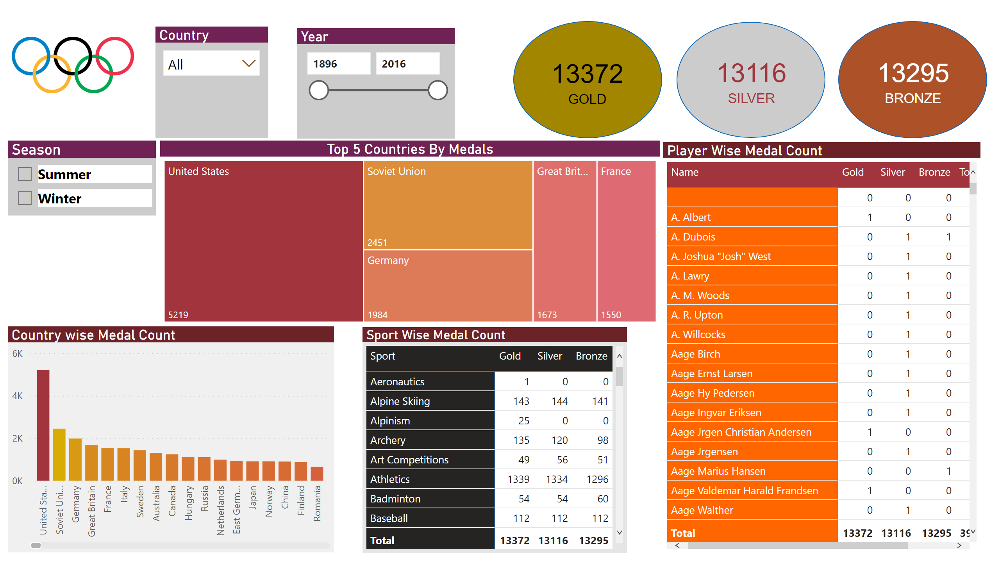 Country
All
Year
1896 2016
13372
GOLD
13116
SILVER
13295
BRONZE
Season
Summer
Winter
Top 5 Countries By Medals
United States
5219
Soviet Union
2451
Germany
1984
Great Brit...
1673
France
1550
Player Wise Medal Count
Name Gold Silver Bronze To
0 0 0
A. Albert 1 0 0
A. Dubois 0 1 1
A. Joshua "Josh" West 0 1 0
A. Lawry 0 1 0
A. M. Woods 0 1 0
A. R. Upton 0 1 0
A. Willcocks 0 1 0
Aage Birch 0 1 0
Aage Ernst Larsen 0 1 0
Aage Hy Pedersen 0 1 0
Aage Ingvar Eriksen 0 1 0
Aage Jrgen Christian Andersen 1 0 0
Aage Jrgensen 0 1 0
Aage Marius Hansen 0 0 1
Aage Valdemar Harald Frandsen 1 0 0
Aage Walther 0 1 0
Total 13372 13116 13295 39
Country wise Medal Count
6K
4K
2K
0K
United Sta...
Soviet Uni...
Germany
Great Britain
France
Italy
Sweden
Australia
Canada
Hungary
Russia
Netherlands
East Germ...
Japan
Norway
China
Finland
Romania
Sport Wise Medal Count
Sport Gold Silver Bronze
Aeronautics 1 0 0
Alpine Skiing 143 144 141
Alpinism 25 0 0
Archery 135 120 98
Art Competitions 49 56 51
Athletics 1339 1334 1296
Badminton 54 54 60
Baseball 112 112 112
Total 13372 13116 13295